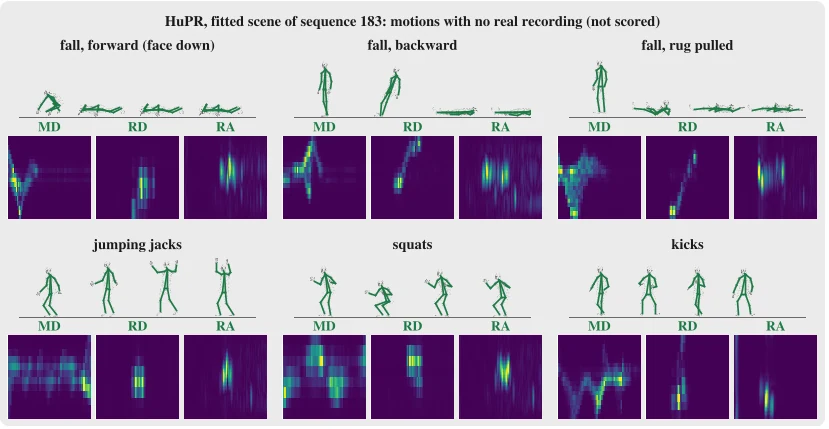 HuPR, fitted scene of sequence 183: motions with no real recording (not scored)
fall, forward (face down) fall, backward fall, rug pulled
MD RD RA MD RD RA MD RD RA
jumping jacks squats kicks
MD RD RA MD RD RA MD RD RA